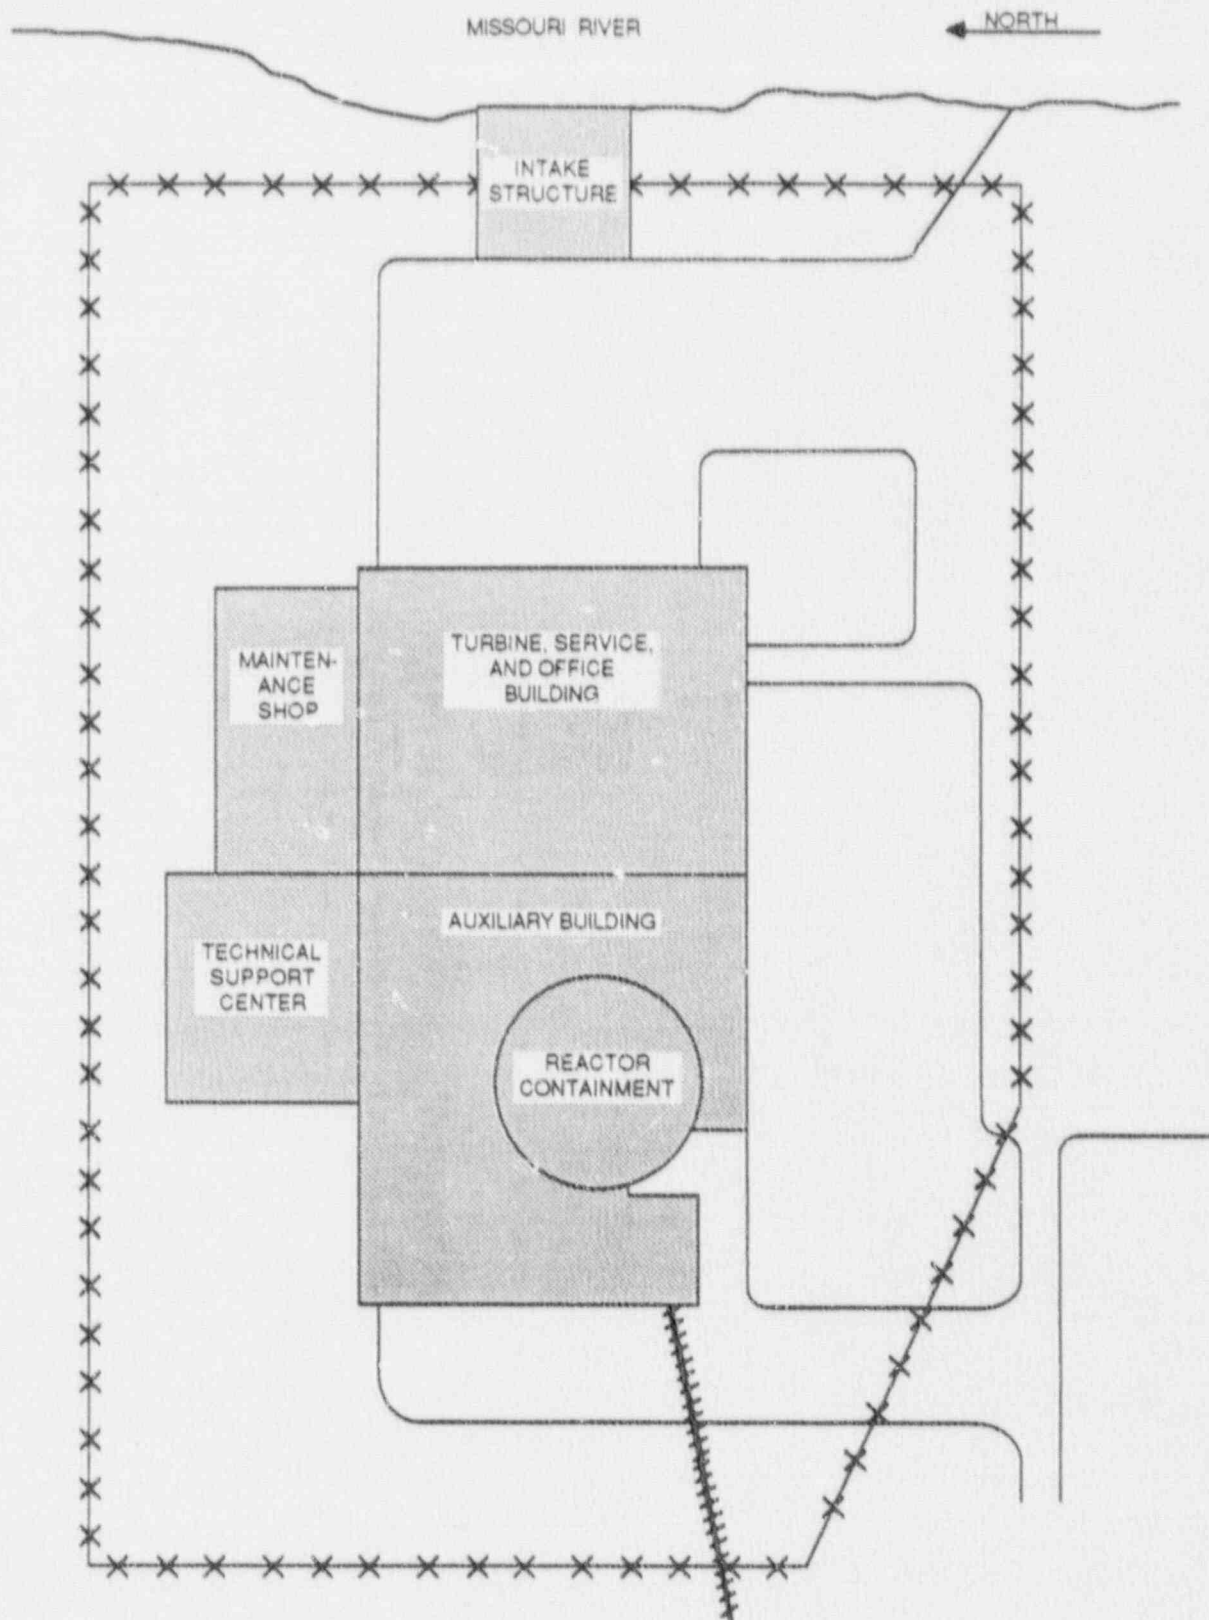 MISSOURI RIVER
NORTH
INTAKE
STRUCTURE
TURBINE, SERVICE,
AND OFFICE
BUILDING
MAINTEN-
ANCE
SHOP
AUXILIARY BUILDING
TECHNICAL
SUPPORT
CENTER
REACTOR
CONTAINMENT